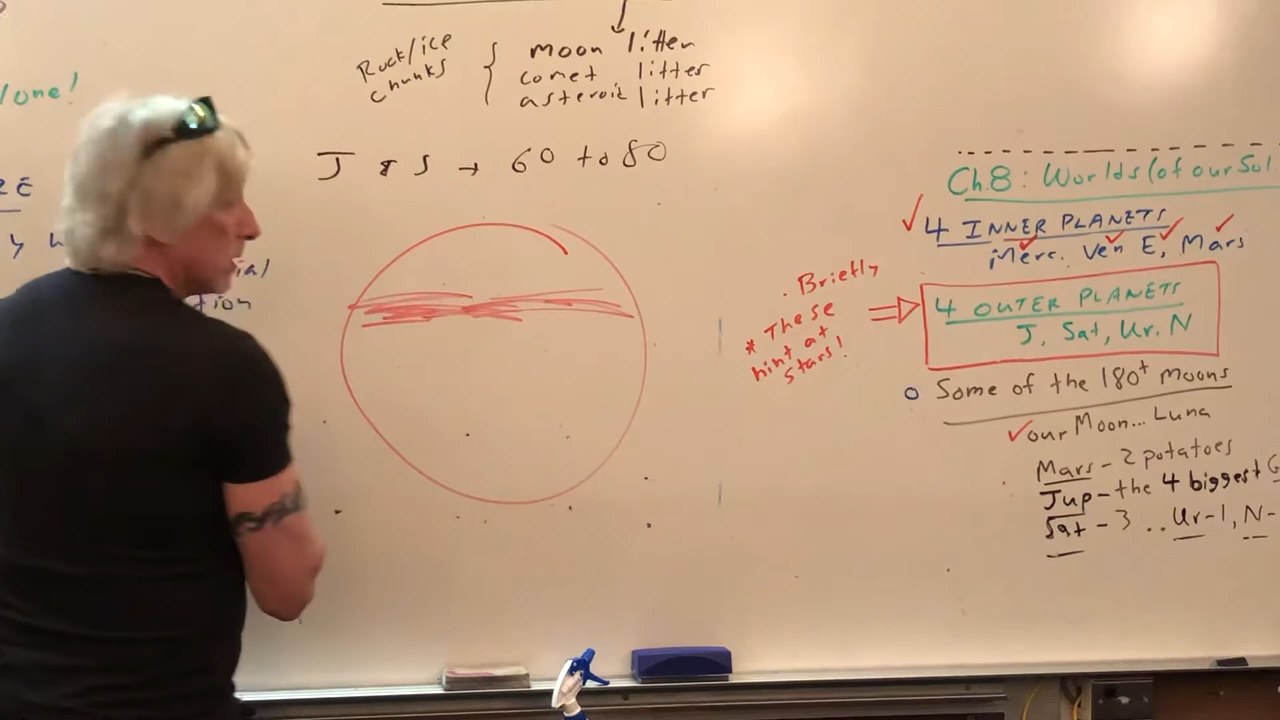 Rock/ice
chunks
moon litter
comet litter
asteroid litter
J & S → 60 to 80
/one!
Ch.8: Worlds (of our Sol
✓ 4 INNER PLANETS
Merc. Ven E, Mars
4 OUTER PLANETS
J, Sat, Ur. N
. Briefly
* These
hint at
stars!
Some of the 180+ Moons
✓ our Moon... Luna
Mars - 2 potatoes
Jup - the 4 biggest G
Sat - 3 .. Ur-1, N-